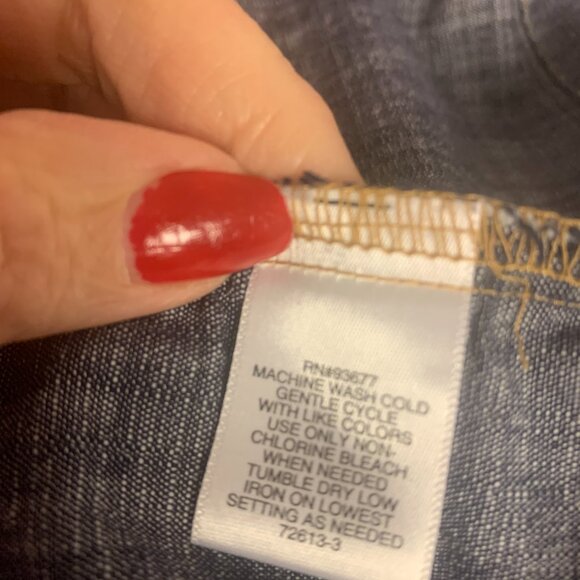 RN#93677
MACHINE WASH COLD
GENTLE CYCLE
WITH LIKE COLORS
USE ONLY NON-
CHLORINE BLEACH
WHEN NEEDED
TUMBLE DRY LOW
IRON ON LOWEST
SETTING AS NEEDED
72613-3